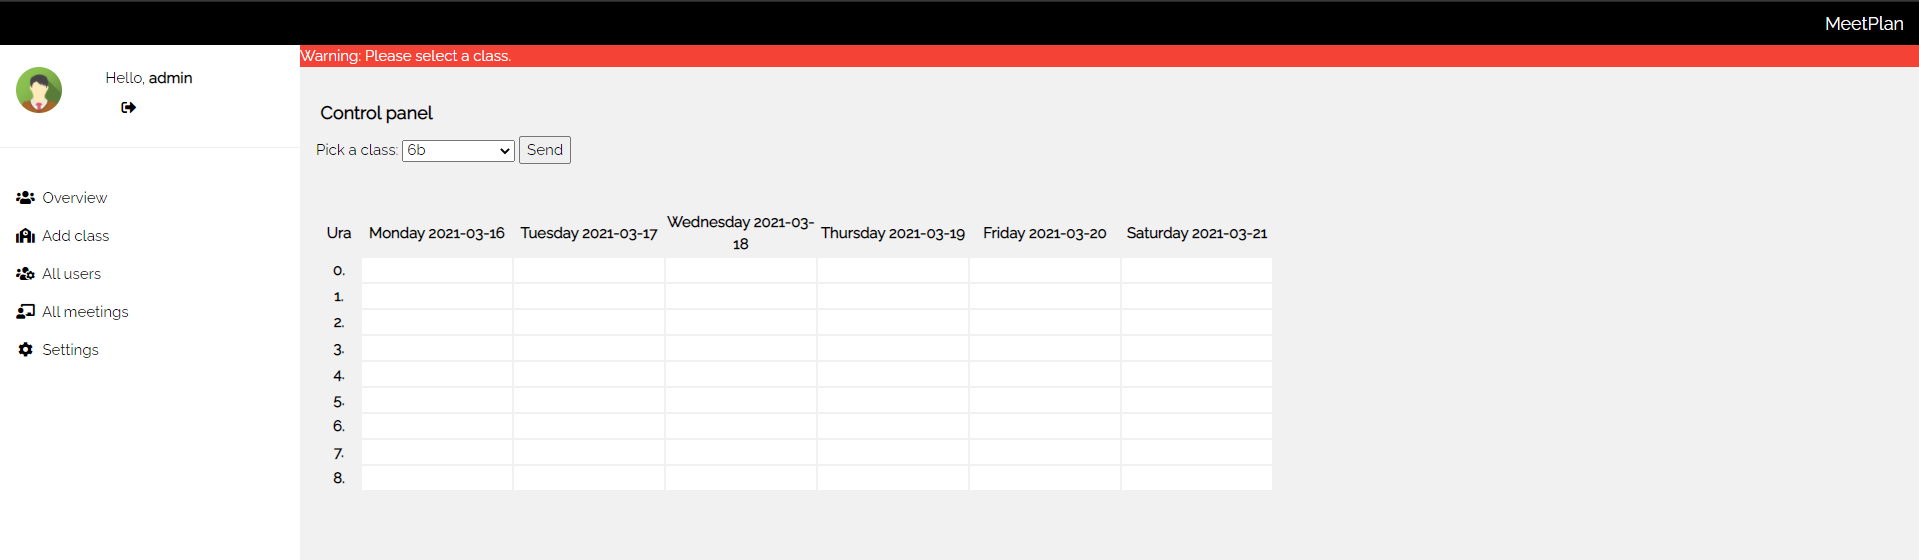 MeetPlan
Warning: Please select a class.
Hello, admin
Overview
Add class
All users
All meetings
Settings
Control panel
Pick a class: 6b Send
Ura Monday 2021-03-16 Tuesday 2021-03-17 Wednesday 2021-03-
18 Thursday 2021-03-19 Friday 2021-03-20 Saturday 2021-03-21
0.
1.
2.
3.
4.
5.
6.
7.
8.